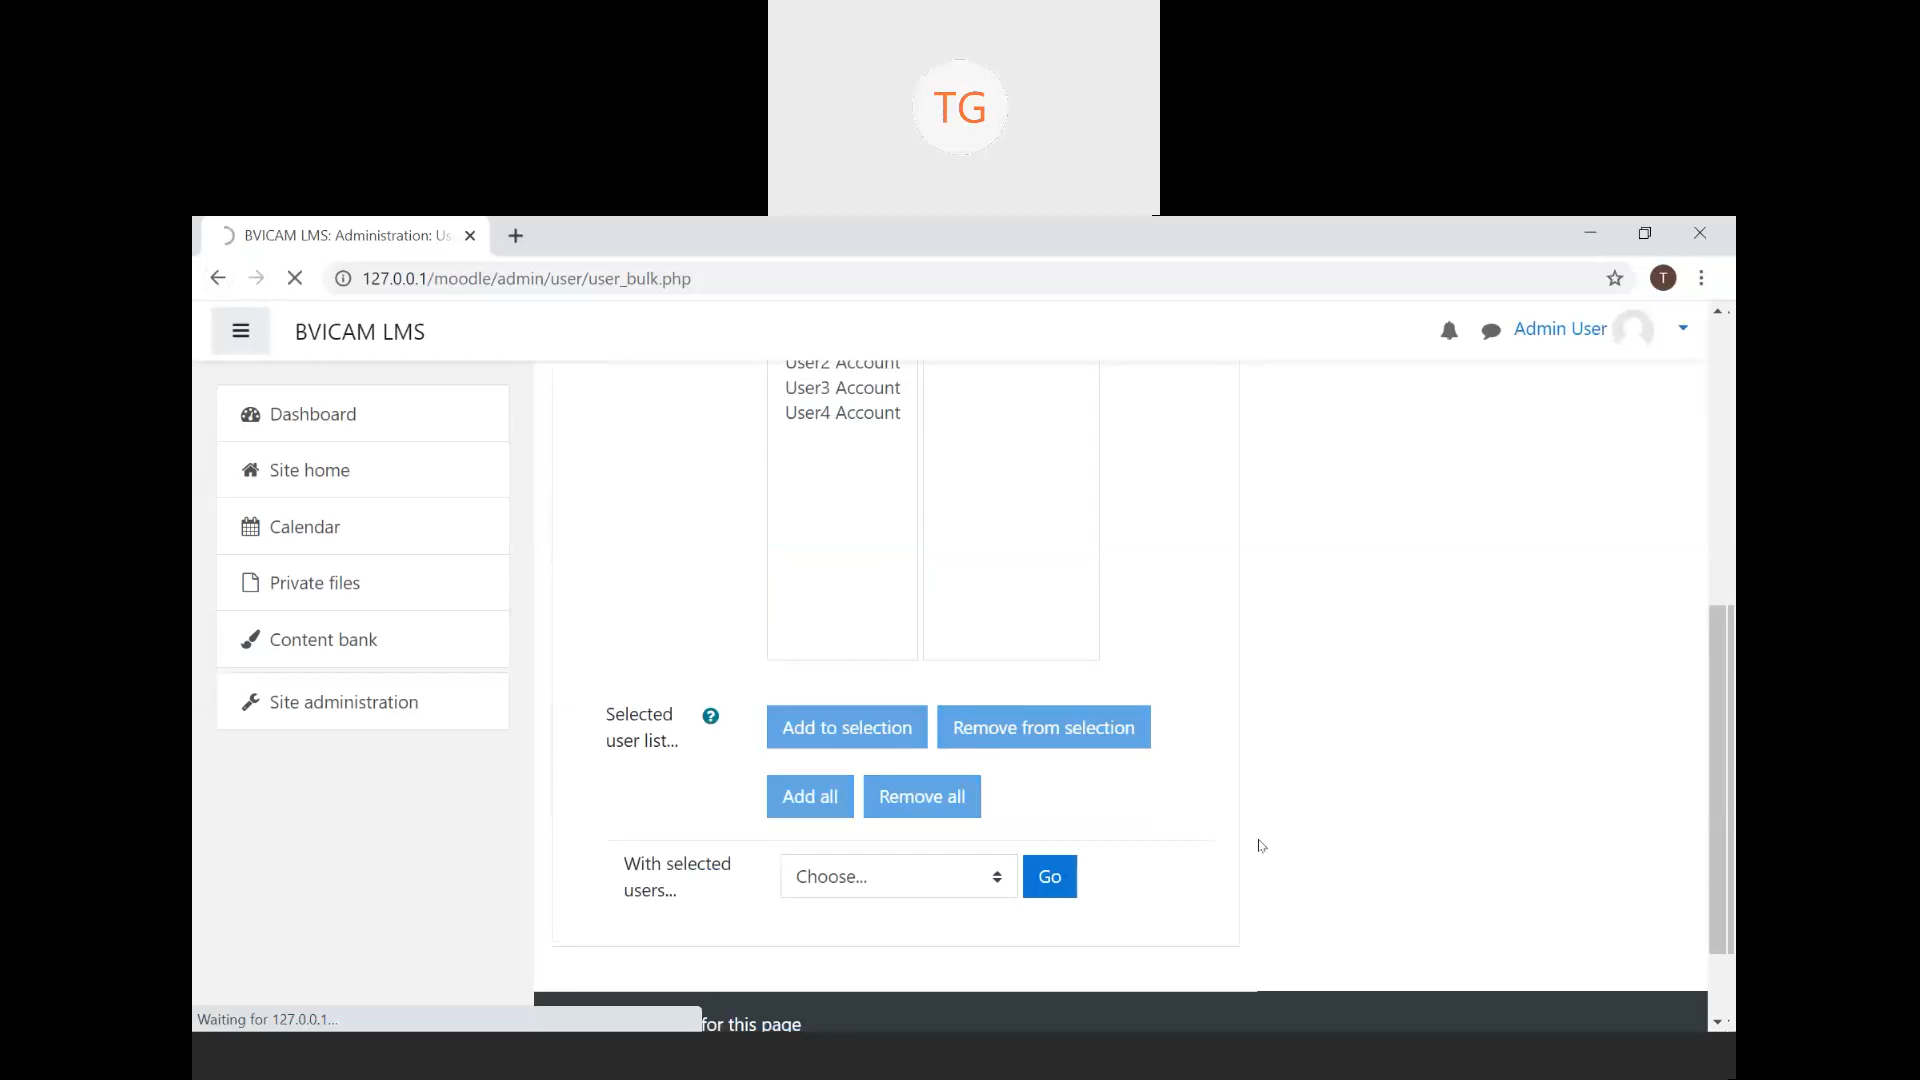 TG
BVICAM LMS: Administration: Us
127.0.0.1/moodle/admin/user/user_bulk.php
T
BVICAM LMS
Admin User
Dashboard
Site home
Calendar
Private files
Content bank
Site administration
User2 Account
User3 Account
User4 Account
Selected
user list...
?
Add to selection
Remove from selection
Add all
Remove all
With selected
users...
Choose...
Go
Waiting for 127.0.0.1...
for this page